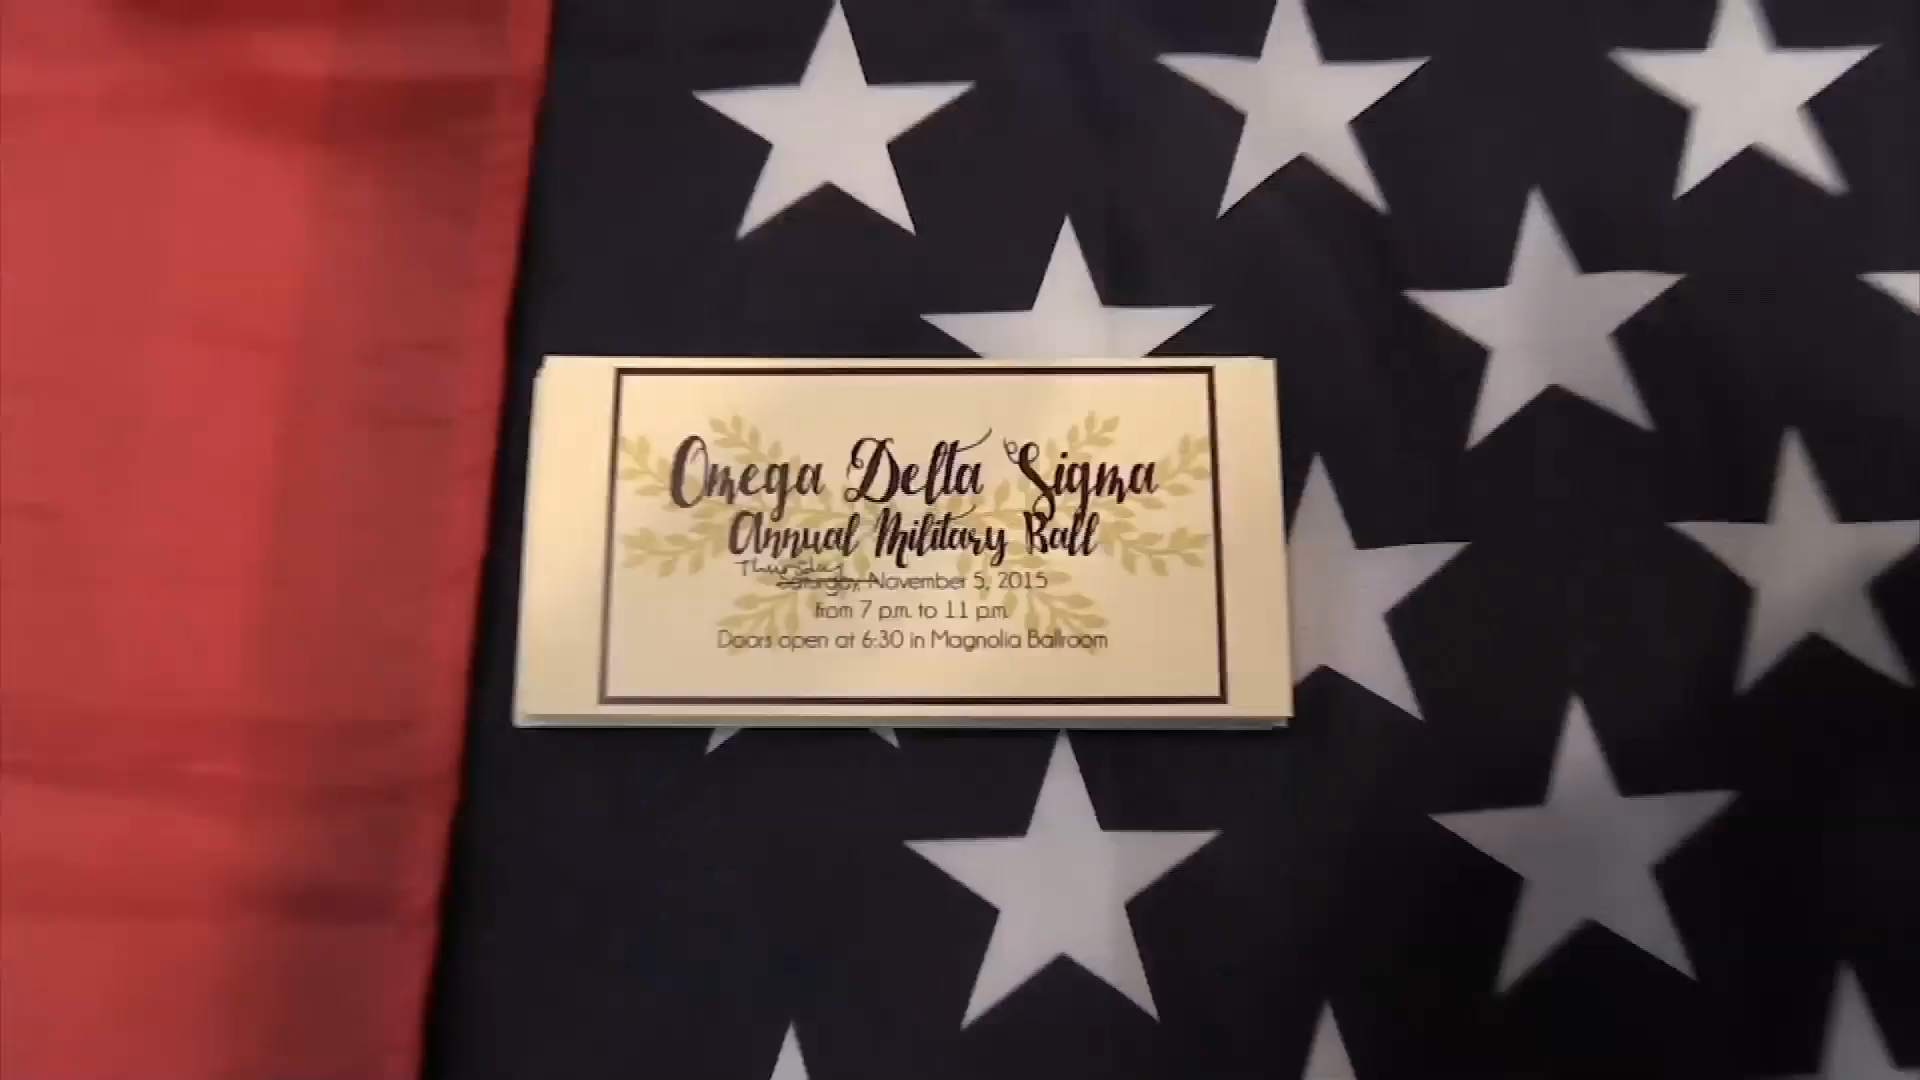 Omega Delta Sigma
Annual Military Ball
Thursday
Saturday, November 5, 2015
from 7 p.m. to 11 p.m.
Doors open at 6:30 in Magnolia Ballroom